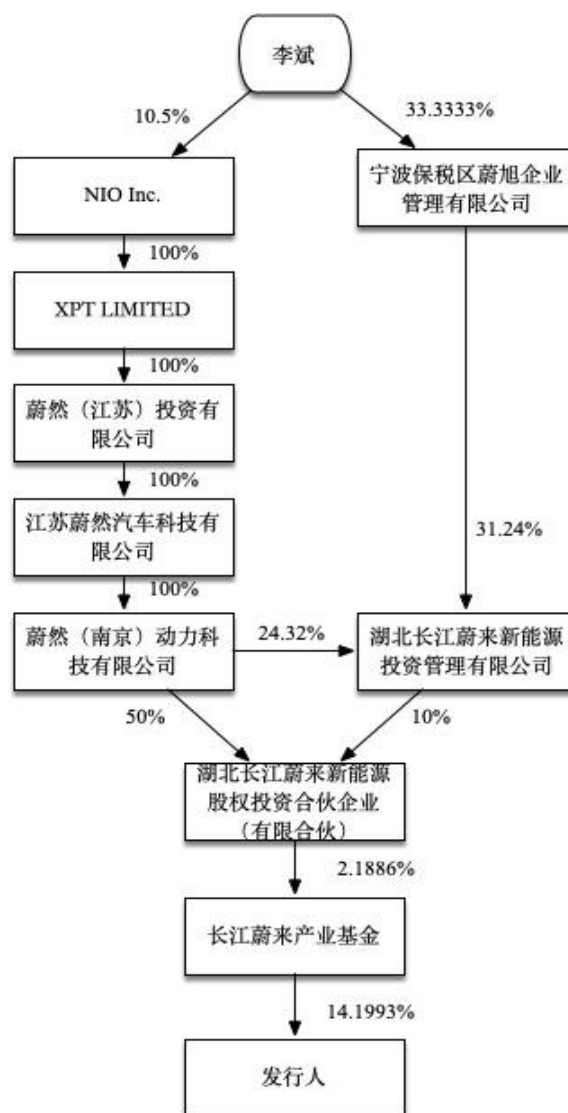 李斌
10.5%
33.3333%
NIO Inc.
宁波保税区蔚旭企业
管理有限公司
100%
XPT LIMITED
100%
蔚然（江苏）投资有
限公司
100%
江苏蔚然汽车科技有
限公司
31.24%
100%
蔚然（南京）动力科
技有限公司
24.32%
湖北长江蔚来新能源
投资管理有限公司
50%
10%
湖北长江蔚来新能源
股权投资合伙企业
（有限合伙）
2.1886%
长江蔚来产业基金
14.1993%
发行人